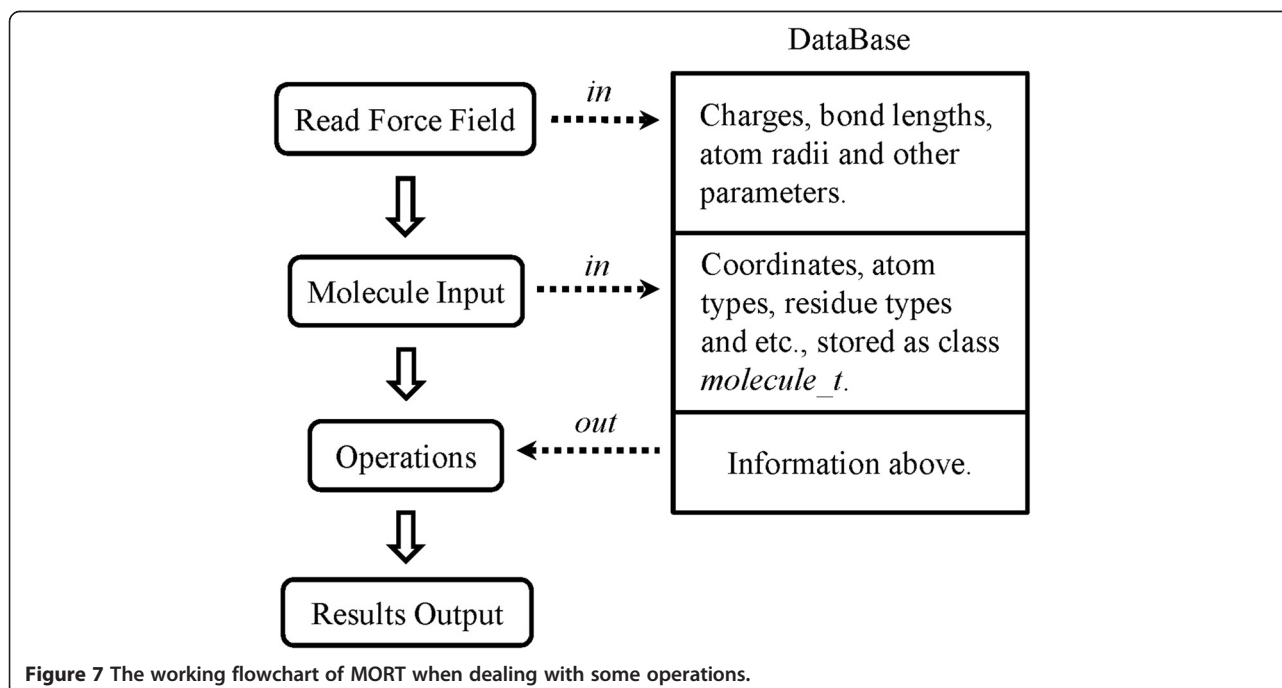 DataBase
Read Force Field
in
Charges, bond lengths,
atom radii and other
parameters.
Molecule Input
in
Coordinates, atom
types, residue types
and etc., stored as class
molecule_t.
Operations
out
Information above.
Results Output
Figure 7 The working flowchart of MORT when dealing with some operations.